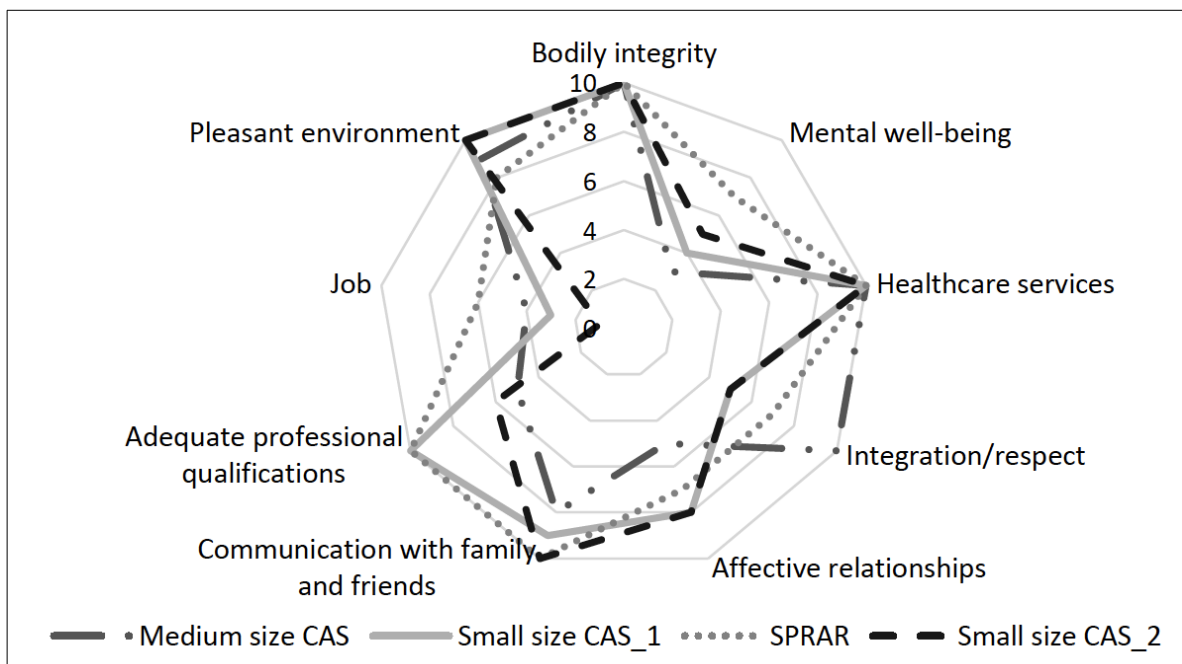 Bodily integrity
10
Pleasant environment
Mental well-being
8
6
4
Job
2
Healthcare services
0
Adequate professional
qualifications
Integration/respect
Communication with family
and friends
Affective relationships
Medium size CAS
Small size CAS_1
SPRAR
Small size CAS_2